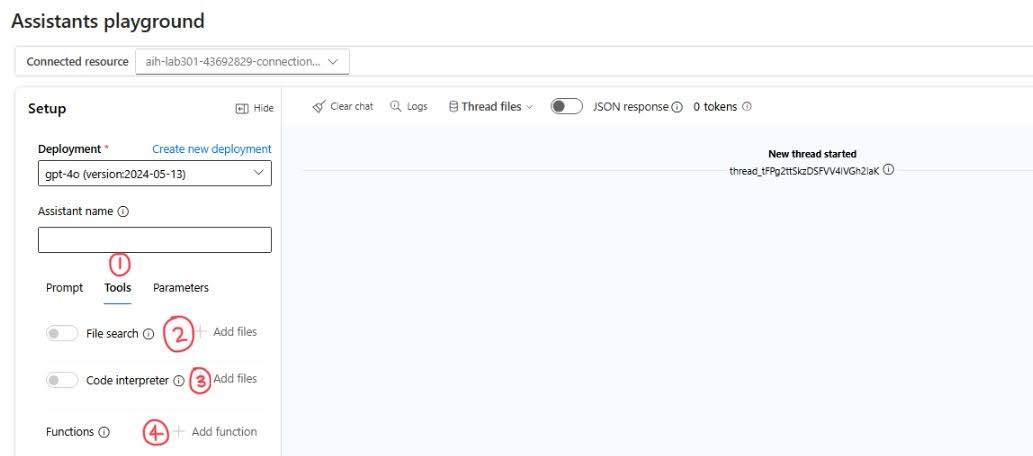 Assistants playground
Connected resource aih-lab301-43692829-connection...
Setup Hide
Clear chat Logs Thread files JSON response 0 tokens
Deployment * Create new deployment
gpt-4o (version:2024-05-13)
New thread started
Assistant name
1
Prompt Tools Parameters
File search 2 + Add files
Code interpreter 3 Add files
Functions 4 + Add function